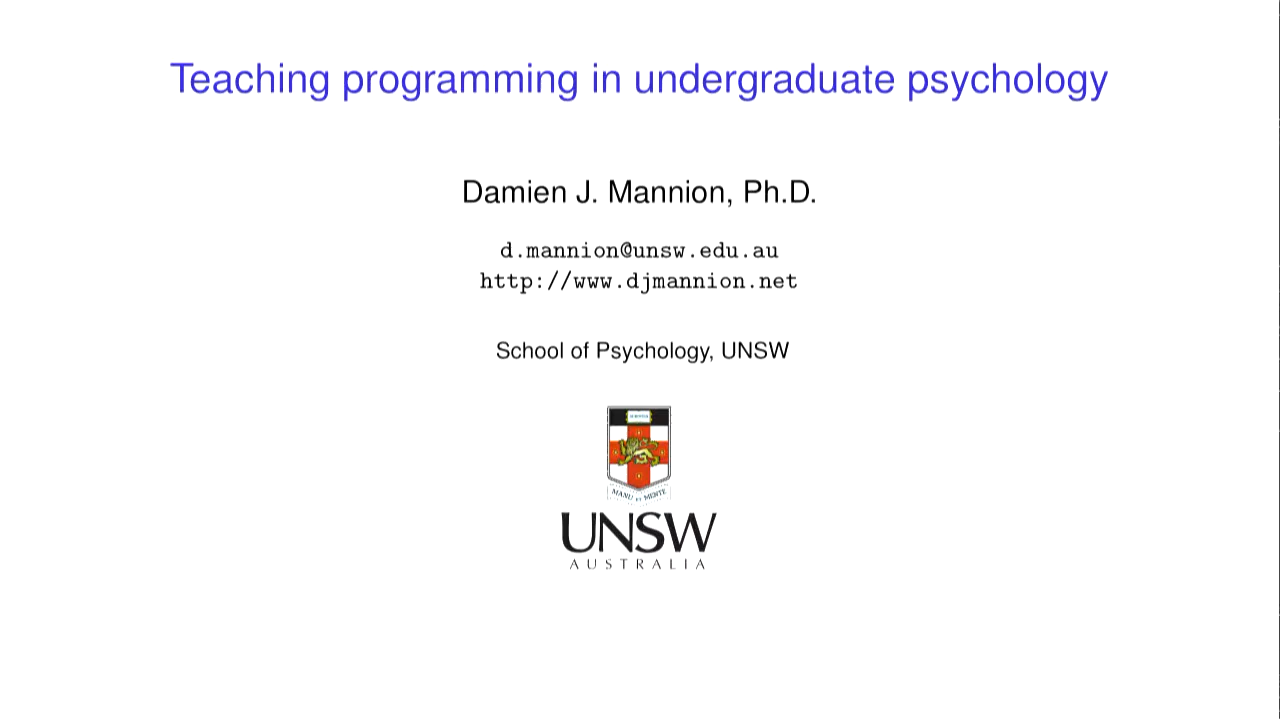 Teaching programming in undergraduate psychology
Damien J. Mannion, Ph.D.
d.mannion@unsw.edu.au
http://www.djmannion.net
School of Psychology, UNSW
MANU ET MENTE
UNSW
AUSTRALIA